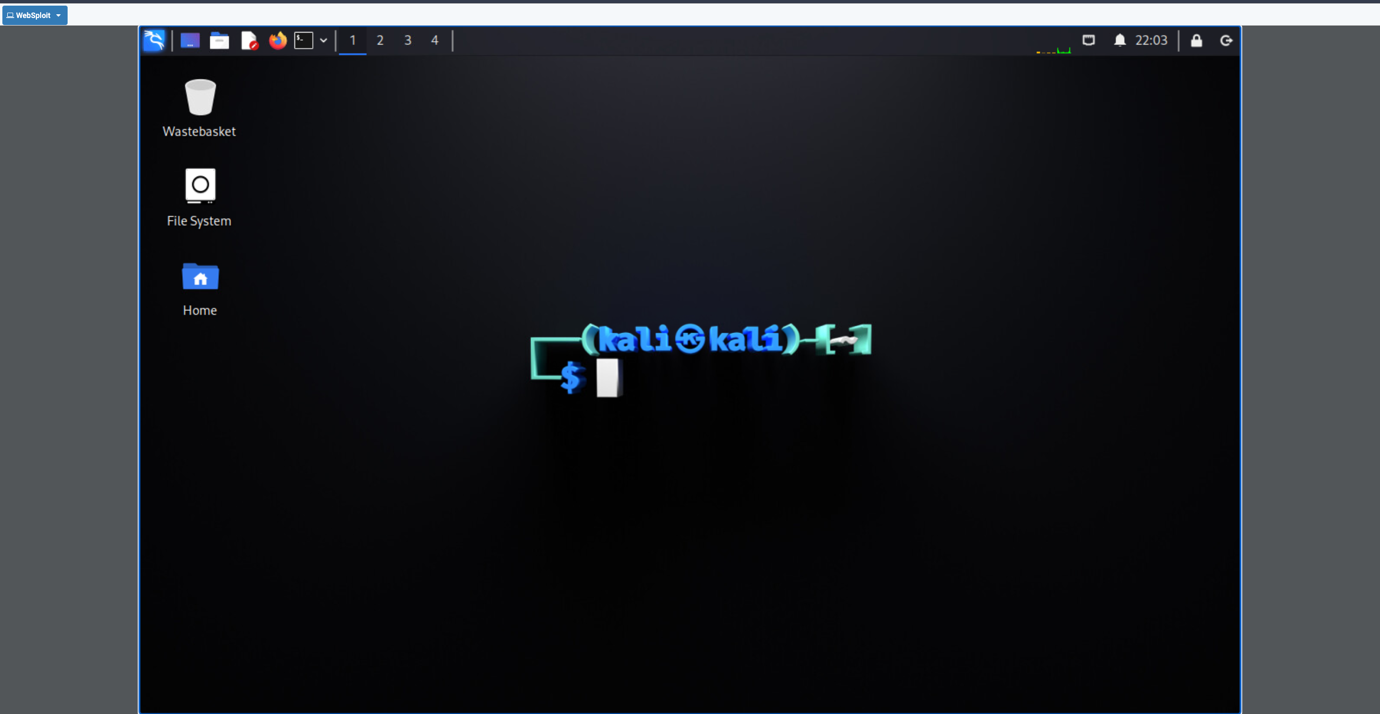 WebSploit
1 2 3 4
22:03
Wastebasket
File System
Home
(kali㉿kali)-[~]
$